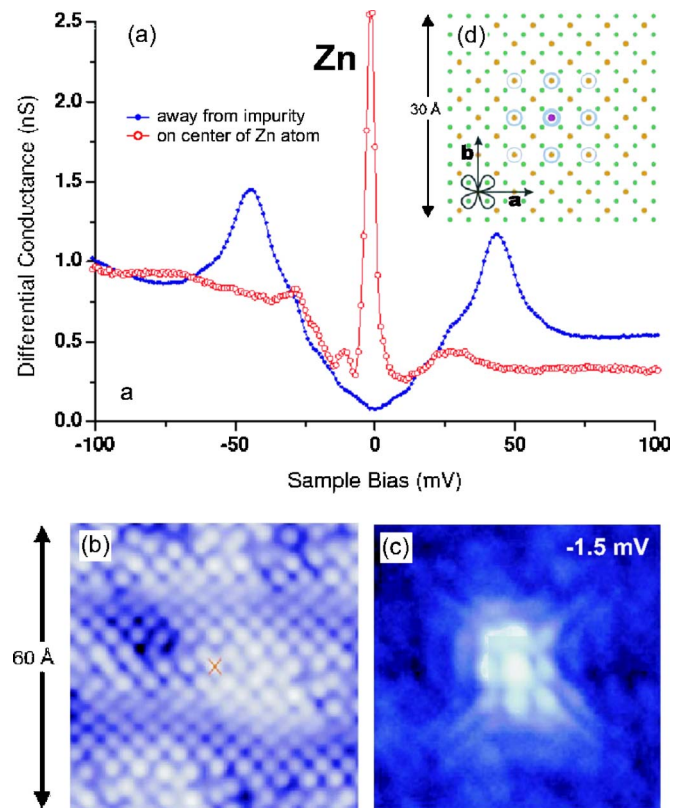 (a)
Zn
(d)
away from impurity
on center of Zn atom
Differential Conductance (nS)
2.5
2.0
1.5
1.0
0.5
0.0
a
-100
-50
0
50
100
Sample Bias (mV)
30 Å
b
a
(b)
60 Å
(c)
-1.5 mV